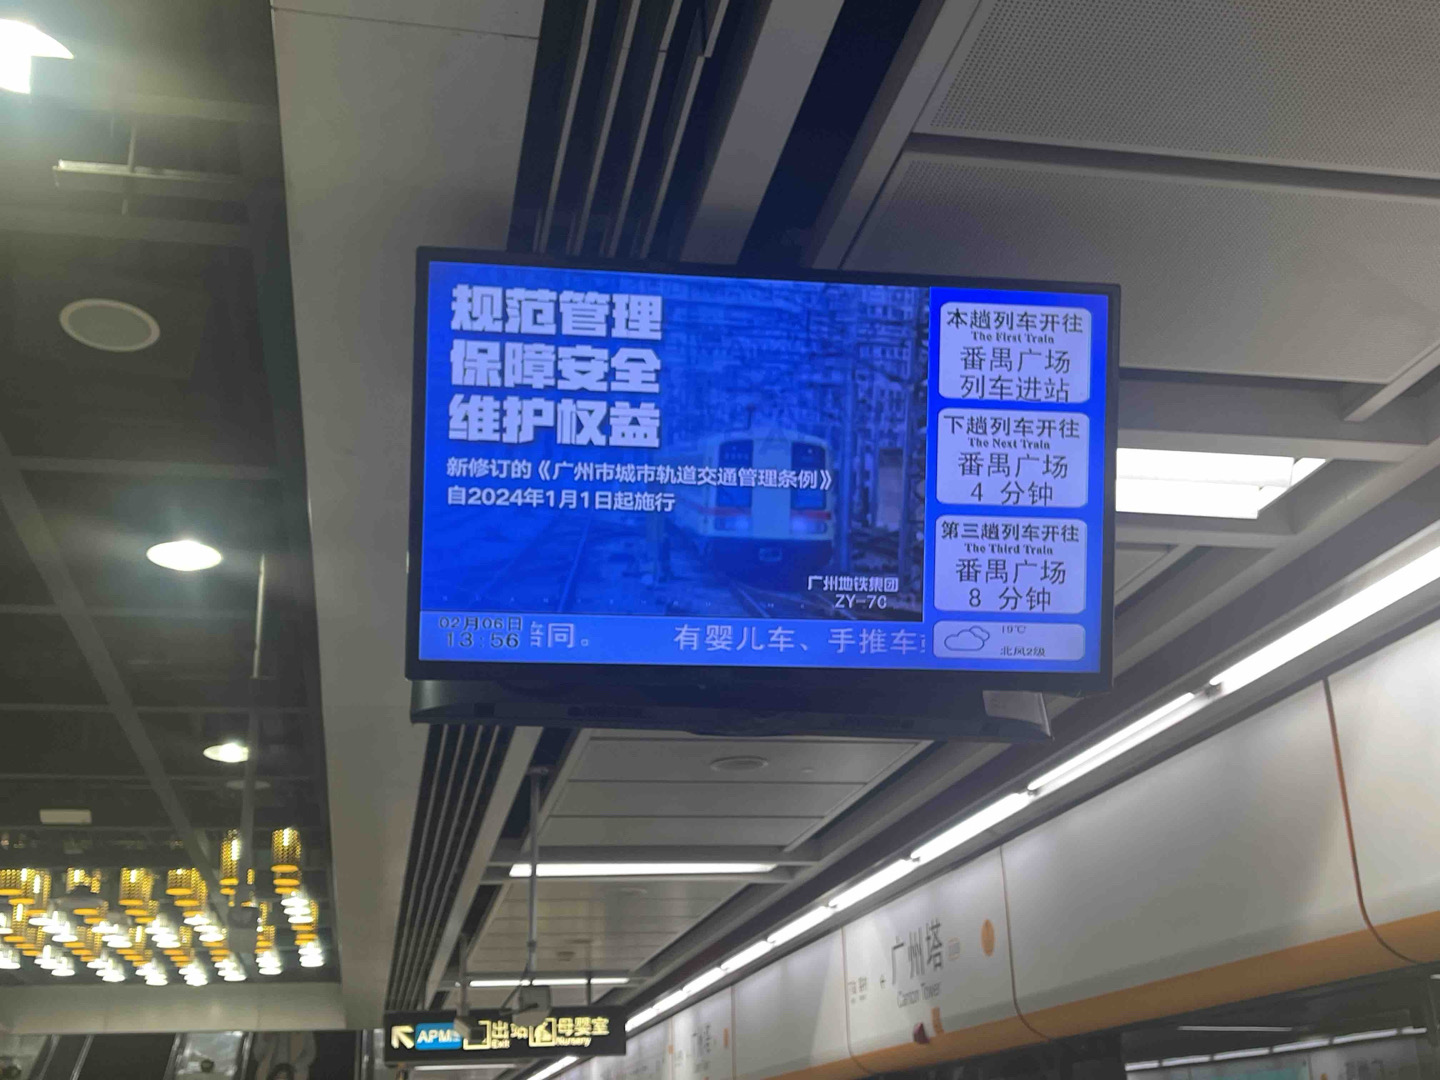 规范管理
保障安全
维护权益
新修订的《广州市城市轨道交通管理条例》
自2024年1月1日起施行
广州地铁集团
ZY-70
02月06日
13:56
同。 有婴儿车、手推车
本趟列车开往
The First Train
番禺广场
列车进站
下趟列车开往
The Next Train
番禺广场
4 分钟
第三趟列车开往
The Third Train
番禺广场
8 分钟
19℃
北风2级
广州塔
Canton Tower
APM
出站
Exit
母婴室
Nursery